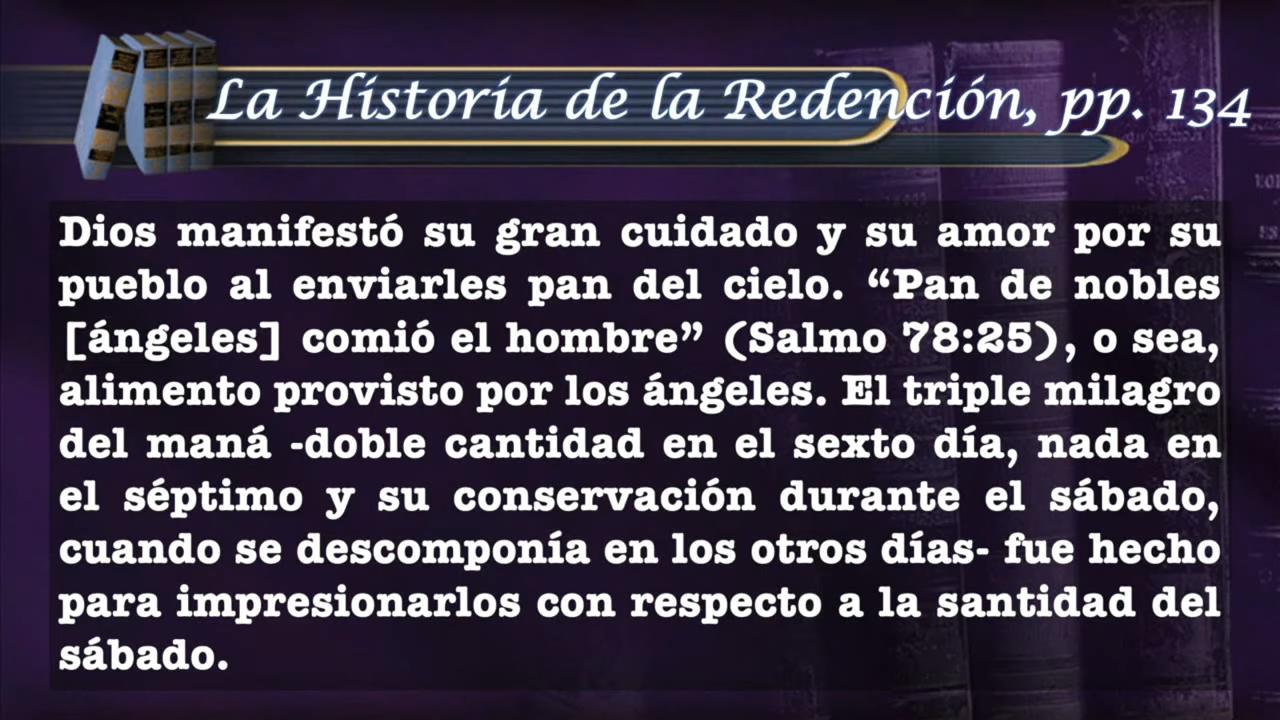 La Historia de la Redención, pp. 134
Dios manifestó su gran cuidado y su amor por su
pueblo al enviarles pan del cielo. “Pan de nobles
[ángeles] comió el hombre” (Salmo 78:25), o sea,
alimento provisto por los ángeles. El triple milagro
del maná -doble cantidad en el sexto día, nada en
el séptimo y su conservación durante el sábado,
cuando se descomponía en los otros días- fue hecho
para impresionarlos con respecto a la santidad del
sábado.